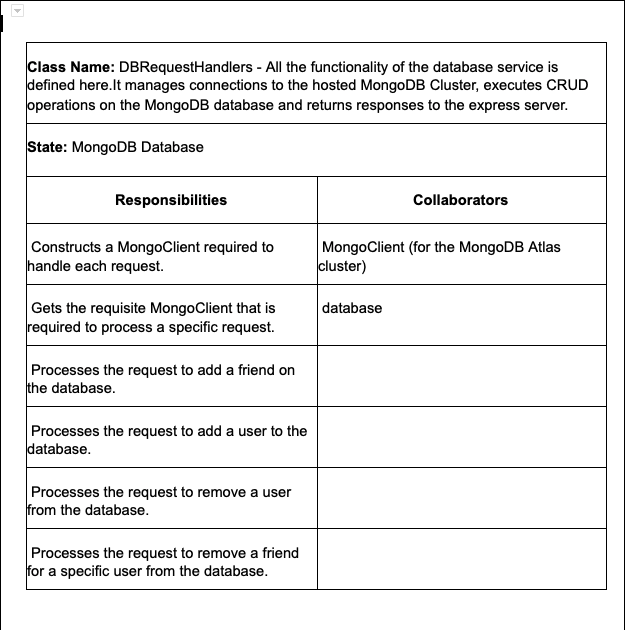 Class Name: DBRequestHandlers - All the functionality of the database service is
defined here.It manages connections to the hosted MongoDB Cluster, executes CRUD
operations on the MongoDB database and returns responses to the express server.
State: MongoDB Database
Responsibilities
Collaborators
Constructs a MongoClient required to
handle each request.
MongoClient (for the MongoDB Atlas
cluster)
Gets the requisite MongoClient that is
required to process a specific request.
database
Processes the request to add a friend on
the database.
Processes the request to add a user to the
database.
Processes the request to remove a user
from the database.
Processes the request to remove a friend
for a specific user from the database.